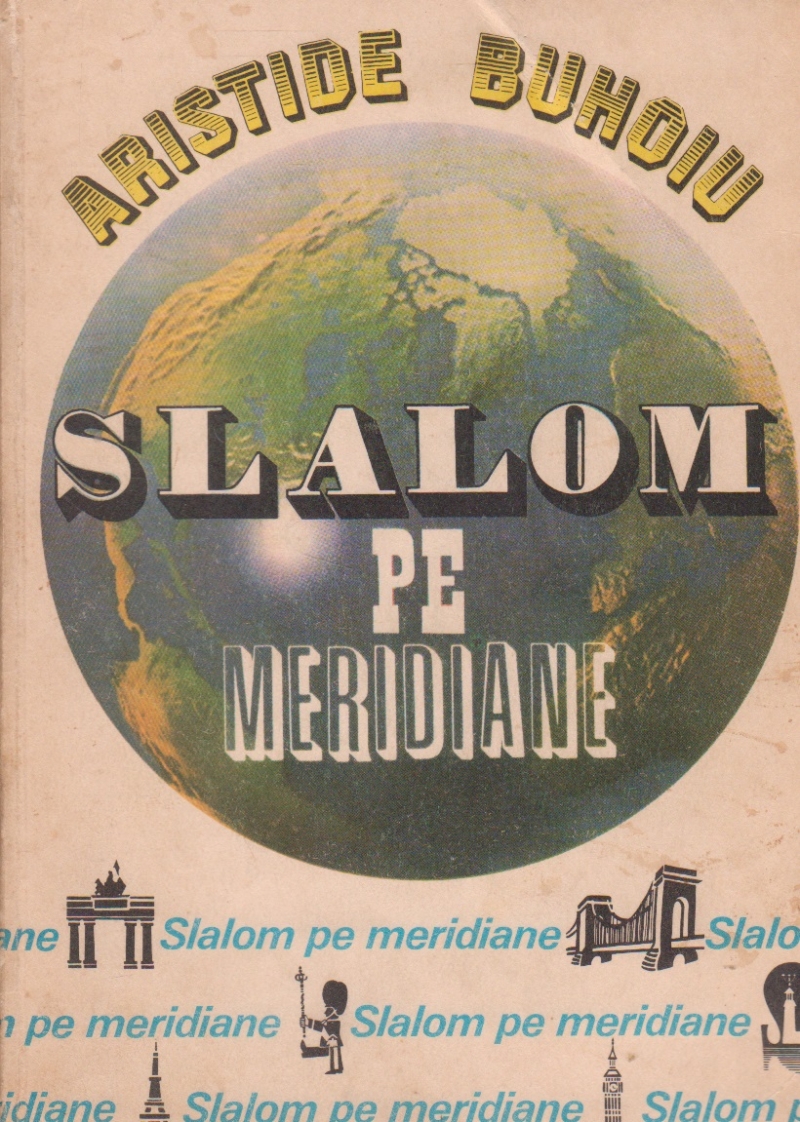 ARISTIDE BUHOIU
SLALOM
PE
MERIDIANE
ane Slalom pe meridiane Slalo
pe meridiane Slalom pe meridiane
idiane Slalom pe meridiane Slalom p